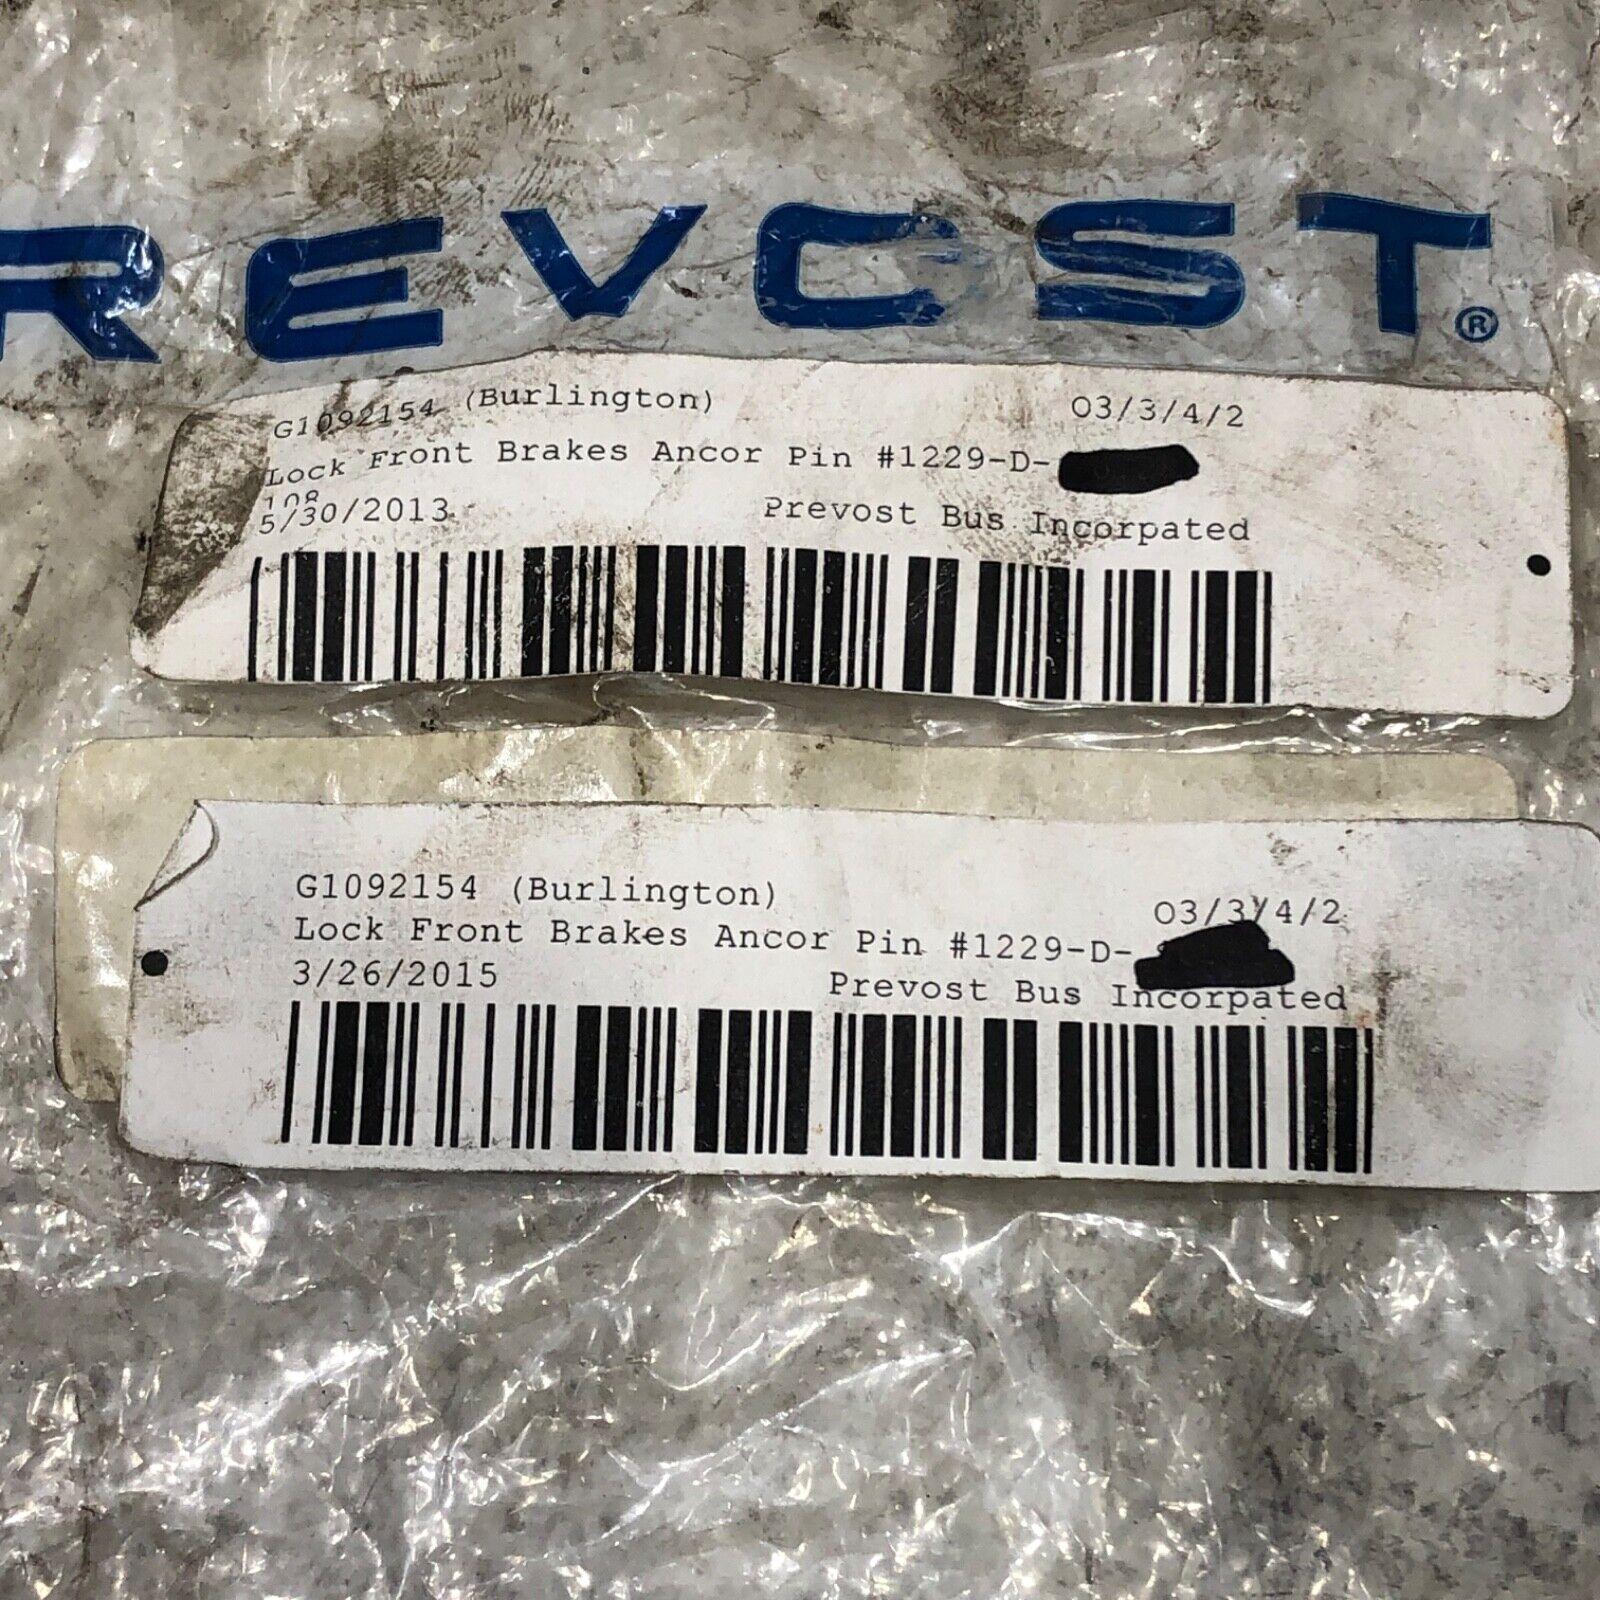 REVOST®
G1092154 (Burlington) 03/3/4/2
Lock Front Brakes Ancor Pin #1229-D-
108
5/30/2013 Prevost Bus Incorpated
G1092154 (Burlington) 03/3/4/2
Lock Front Brakes Ancor Pin #1229-D-
3/26/2015 Prevost Bus Incorpated